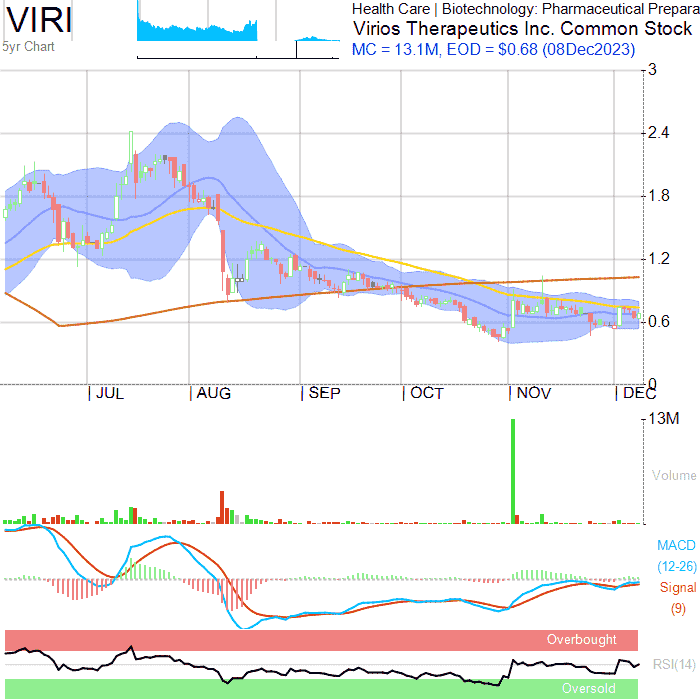 VIRI
5yr Chart
Health Care | Biotechnology: Pharmaceutical Prepara
Virios Therapeutics Inc. Common Stock
MC = 13.1M, EOD = $0.68 (08Dec2023)
3
2.4
1.8
1.2
0.6
0
JUL AUG SEP OCT NOV DEC
13M
Volume
MACD
(12-26)
Signal
(9)
Overbought
RSI(14)
Oversold